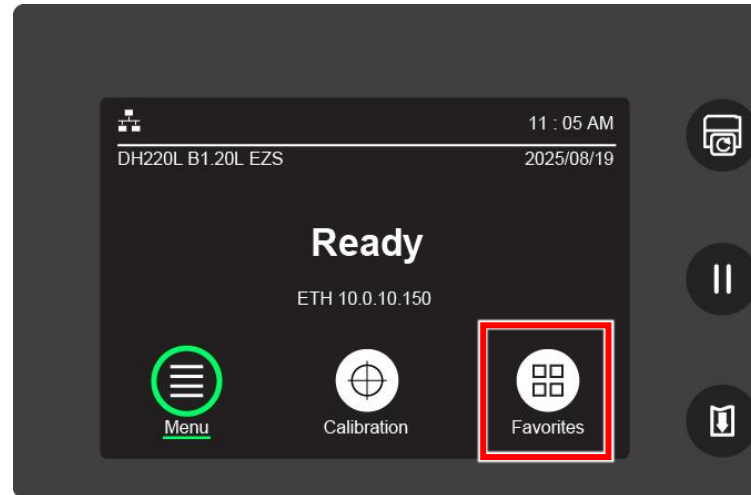 11 : 05 AM
DH220L B1.20L EZS 2025/08/19
Ready
ETH 10.0.10.150
Menu Calibration Favorites